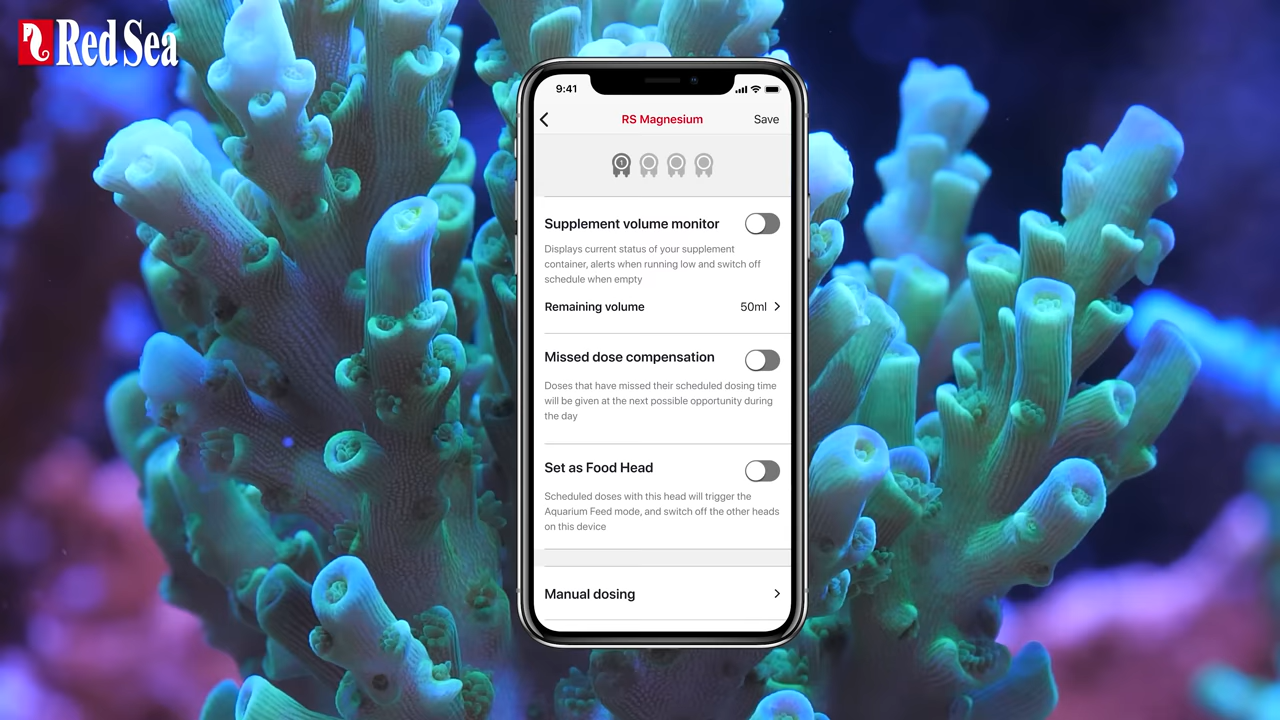 Red Sea
9:41
RS Magnesium
Save
1
Supplement volume monitor
Displays current status of your supplement
container, alerts when running low and switch off
schedule when empty
Remaining volume
50ml
Missed dose compensation
Doses that have missed their scheduled dosing time
will be given at the next possible opportunity during
the day
Set as Food Head
Scheduled doses with this head will trigger the
Aquarium Feed mode, and switch off the other heads
on this device
Manual dosing